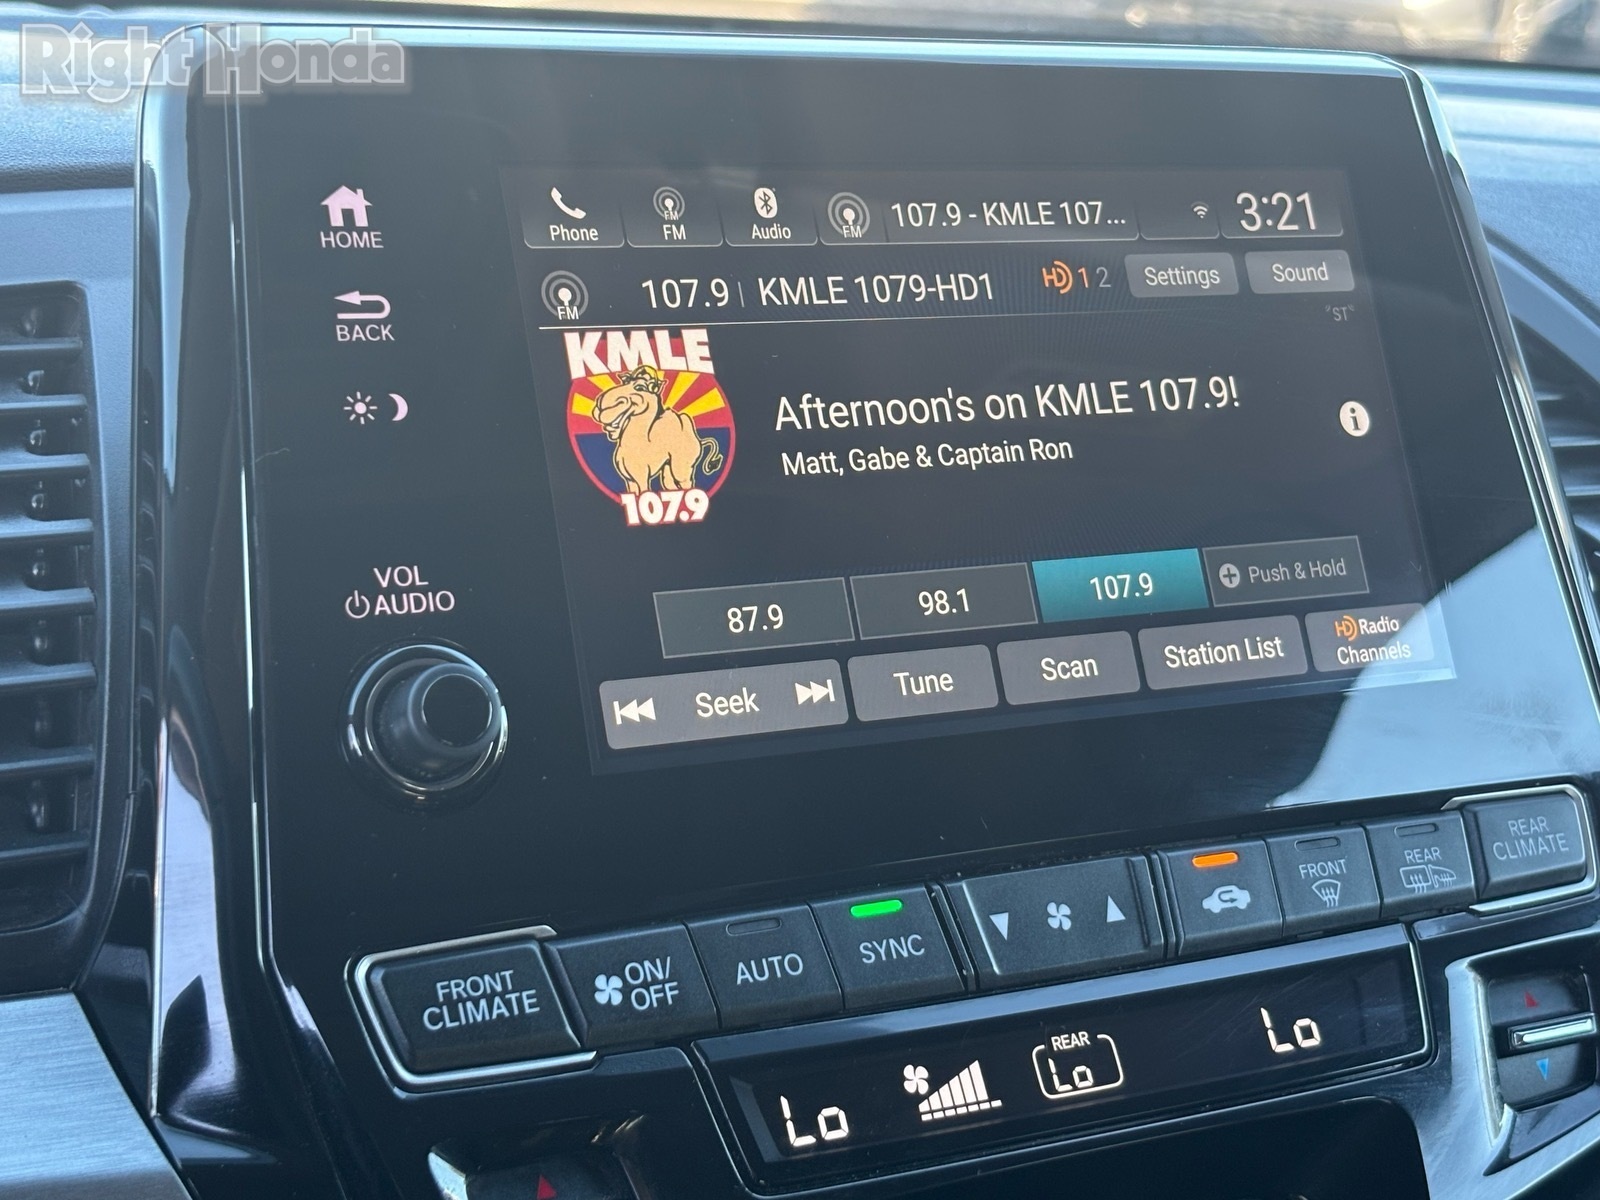 Right Honda
HOME
BACK
VOL
AUDIO
Phone
FM
FM
Audio
FM
107.9 - KMLE 107...
3:21
FM
107.9 | KMLE 1079-HD1
HD 1 2
Settings
Sound
ST
KMLE
107.9
Afternoon's on KMLE 107.9!
Matt, Gabe & Captain Ron
i
87.9
98.1
107.9
+ Push & Hold
Seek
Tune
Scan
Station List
HD Radio
Channels
FRONT
CLIMATE
ON/
OFF
AUTO
SYNC
FRONT
REAR
REAR
CLIMATE
Lo
REAR
Lo
Lo